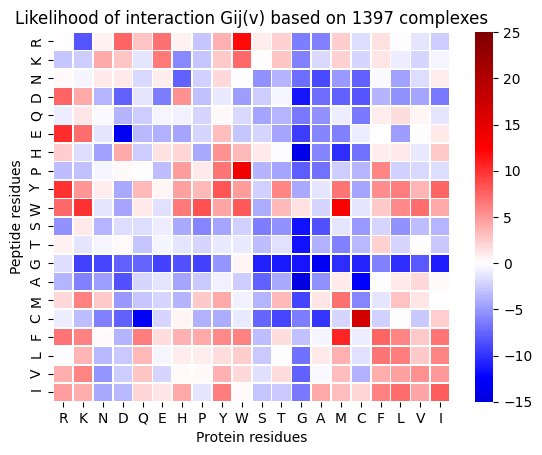 Likelihood of interaction Gij(v) based on 1397 complexes
Peptide residues
R
K
N
D
Q
E
H
P
Y
W
S
T
G
A
M
C
F
L
V
I
R K N D Q E H P Y W S T G A M C F L V I
Protein residues
25
20
15
10
5
0
−5
−10
−15